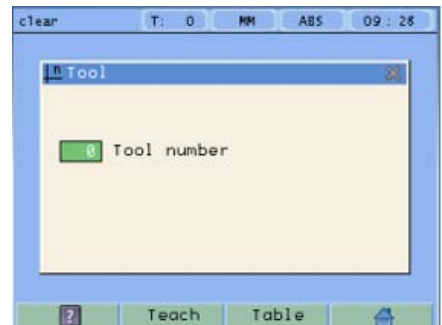 clear T: 0 MM ABS 09 : 28
n Tool
0 Tool number
? Teach Table